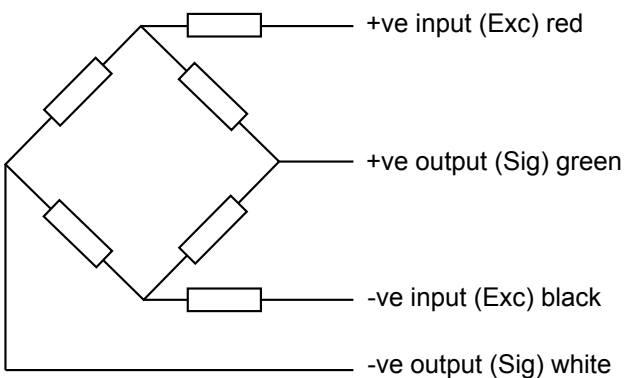 +ve input (Exc) red
+ve output (Sig) green
-ve input (Exc) black
-ve output (Sig) white